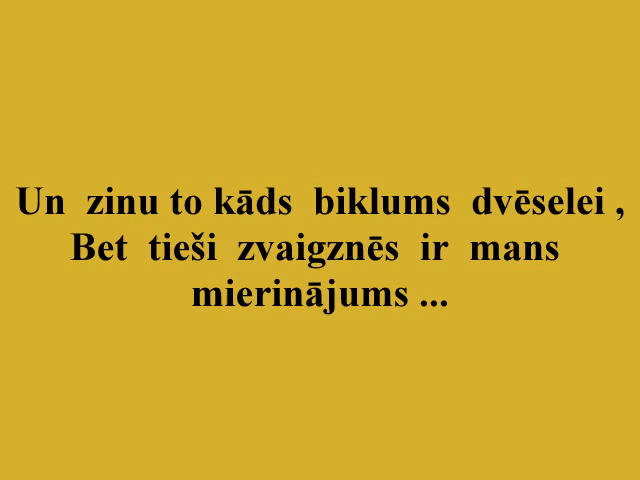 Un zinu to kāds biklums dvēselei ,
Bet tieši zvaigznēs ir mans
mierinājums ...